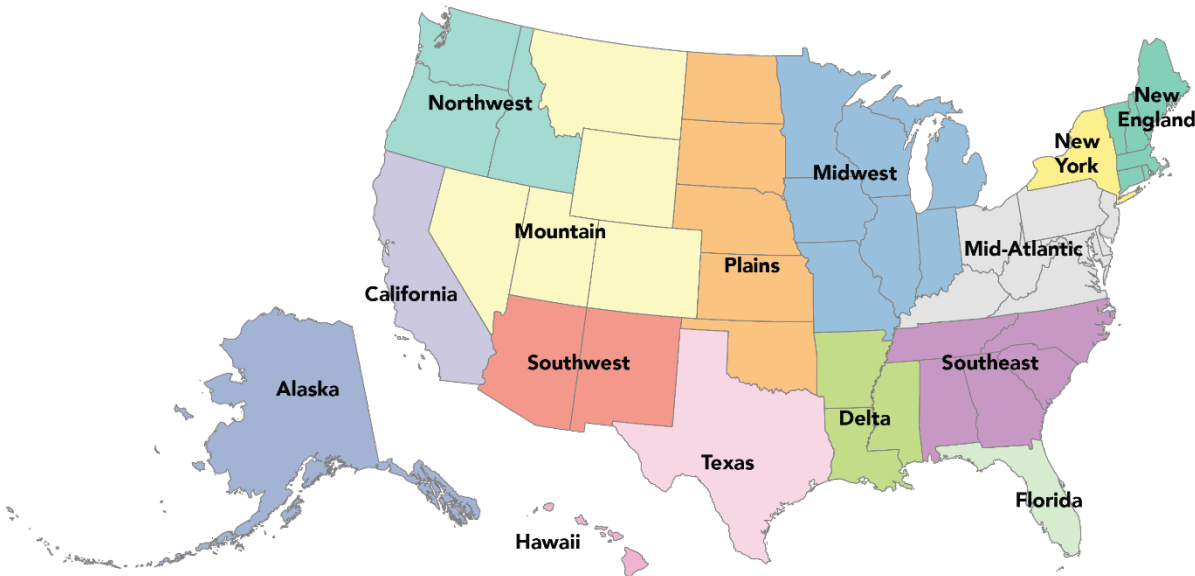 Northwest
New
England
New
York
Midwest
Mountain
Mid-Atlantic
Plains
California
Southwest
Southeast
Alaska
Delta
Texas
Florida
Hawaii